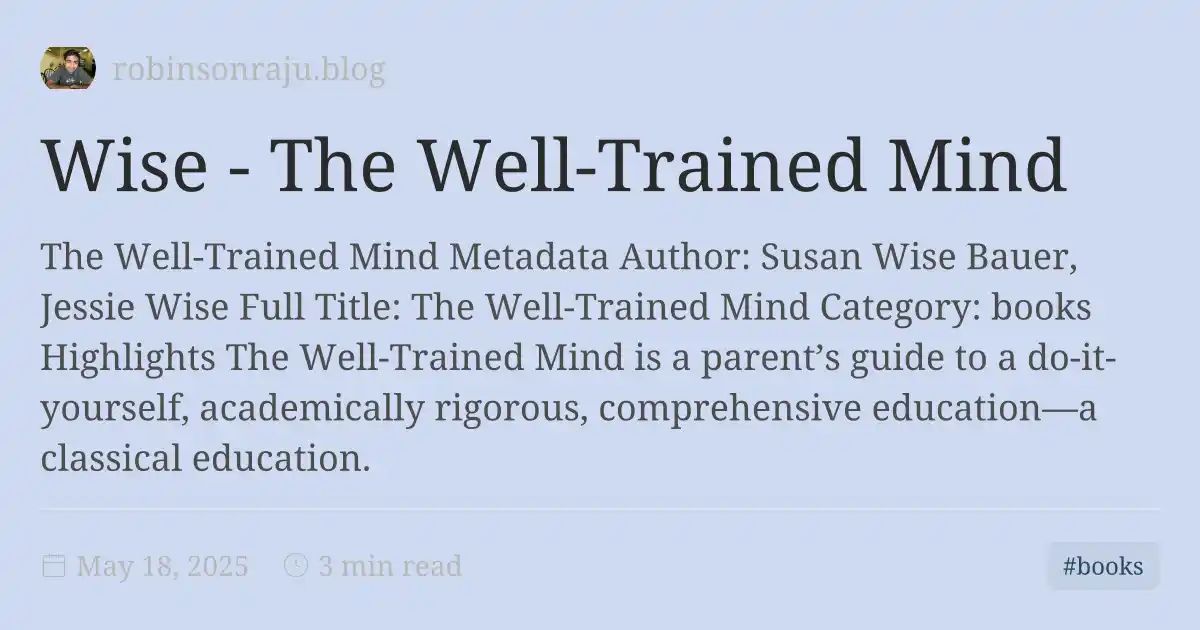 robinsonraju.blog
Wise - The Well-Trained Mind
The Well-Trained Mind Metadata Author: Susan Wise Bauer,
Jessie Wise Full Title: The Well-Trained Mind Category: books
Highlights The Well-Trained Mind is a parent’s guide to a do-it-
yourself, academically rigorous, comprehensive education—a
classical education.
May 18, 2025 3 min read
#books